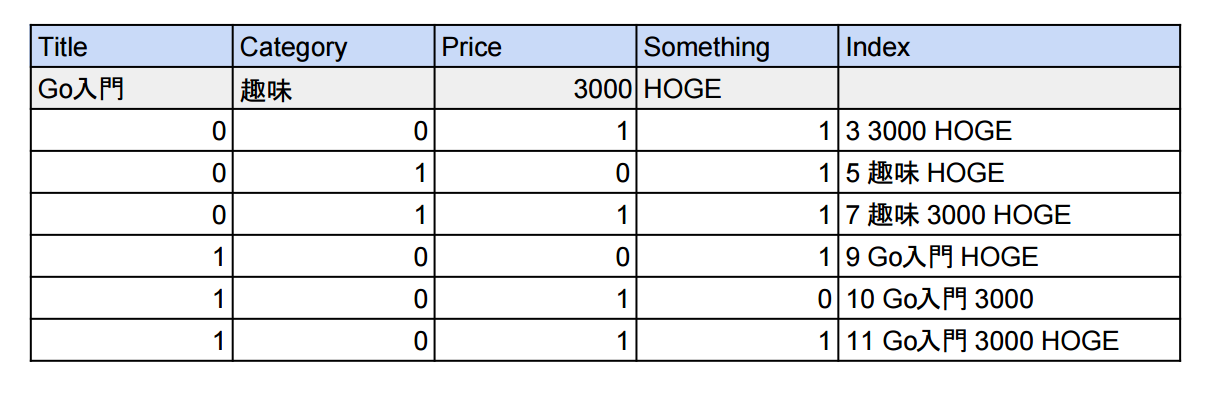 Title Category Price Something Index
Go入門 趣味 3000 HOGE
0 0 1 1 3 3000 HOGE
0 1 0 1 5 趣味 HOGE
0 1 1 1 7 趣味 3000 HOGE
1 0 0 1 9 Go入門 HOGE
1 0 1 0 10 Go入門 3000
1 0 1 1 11 Go入門 3000 HOGE